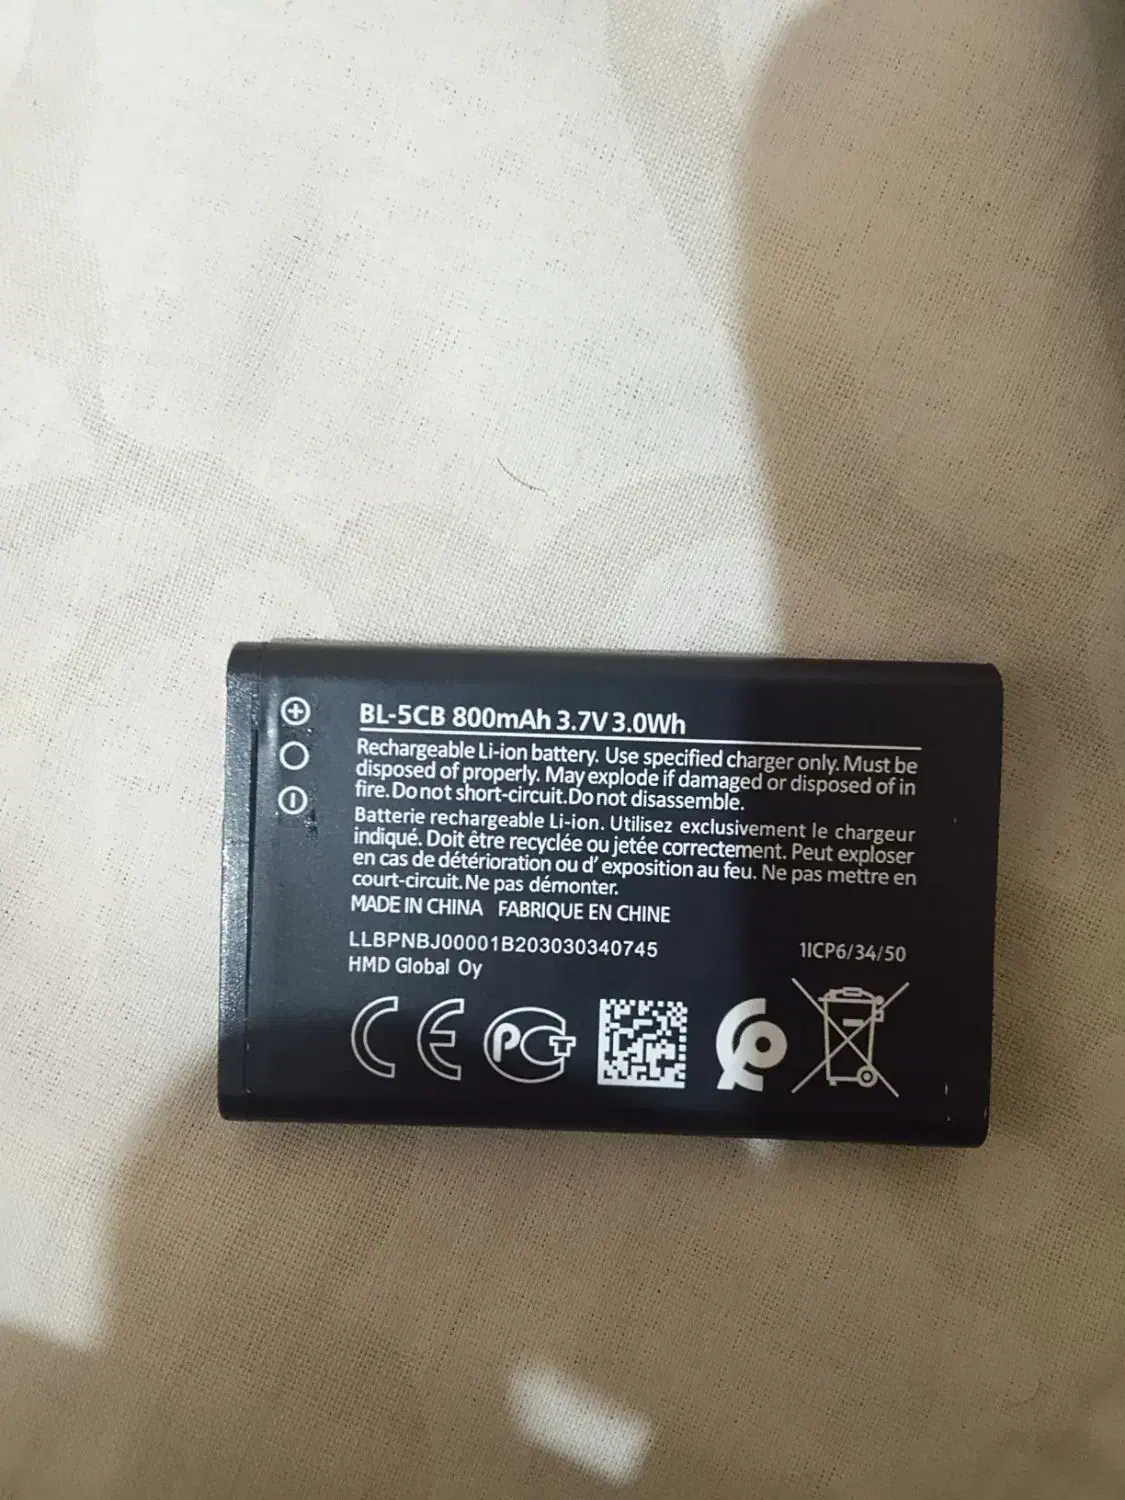 BL-5CB 800mAh 3.7V 3.0Wh
Rechargeable Li-ion battery. Use specified charger only. Must be
disposed of properly. May explode if damaged or disposed of in
fire. Do not short-circuit. Do not disassemble.
Batterie rechargeable Li-ion. Utilisez exclusivement le chargeur
indiqué. Doit être recyclée ou jetée correctement. Peut exploser
en cas de détérioration ou d' exposition au feu. Ne pas mettre en
court-circuit. Ne pas démonter.
MADE IN CHINA FABRIQUE EN CHINE
LLBPNBJ00001B203030340745 1ICP6/34/50
HMD Global Oy
CE PCT